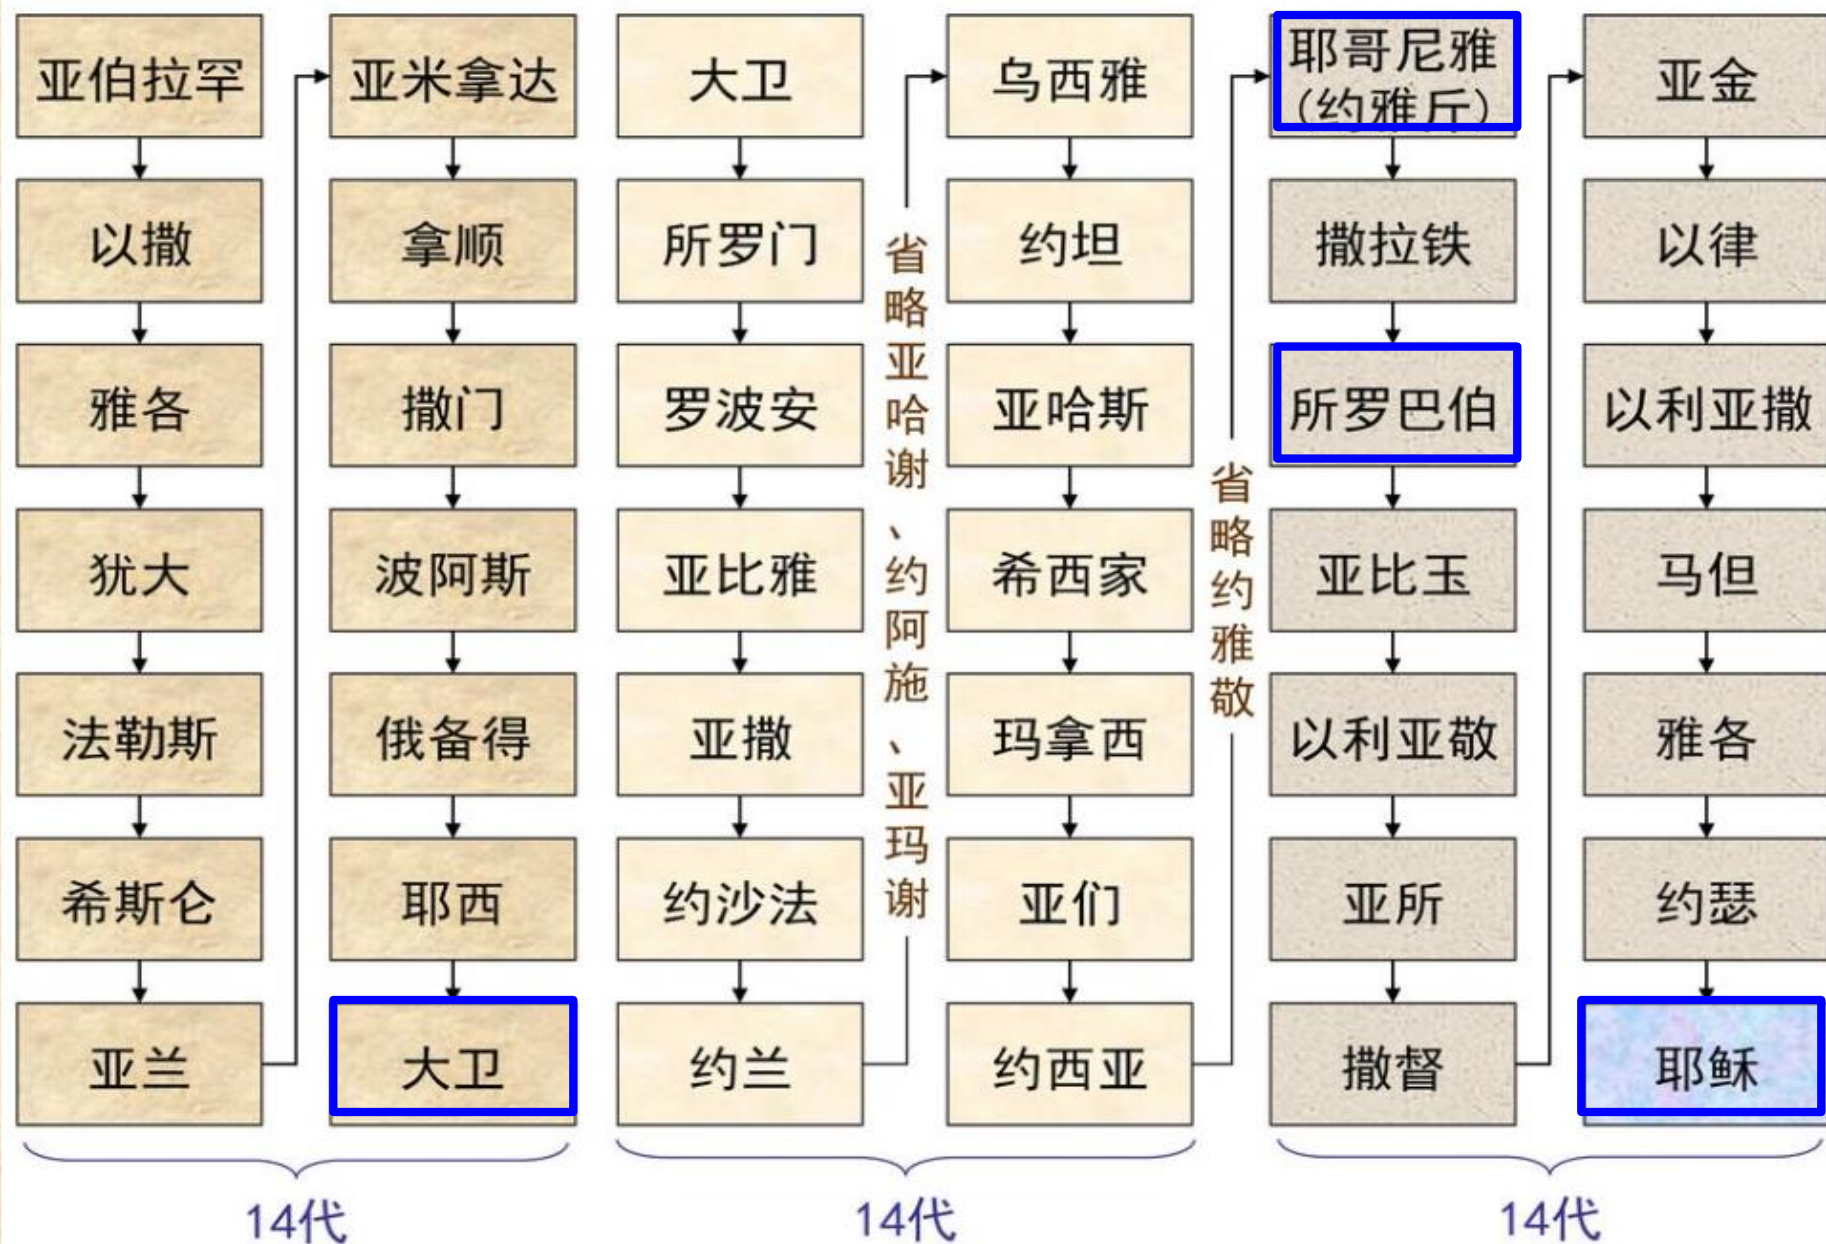 亚伯拉罕
以撒
雅各
犹大
法勒斯
希斯仑
亚兰
亚米拿达
拿顺
撒门
波阿斯
俄备得
耶西
大卫
14代
大卫
所罗门
罗波安
亚比雅
亚撒
约沙法
约兰
省略亚哈谢、约阿施、亚玛谢
乌西雅
约坦
亚哈斯
希西家
玛拿西
亚们
约西亚
14代
省略约雅敬
耶哥尼雅
(约雅斤)
撒拉铁
所罗巴伯
亚比玉
以利亚敬
亚所
撒督
亚金
以律
以利亚撒
马但
雅各
约瑟
耶稣
14代